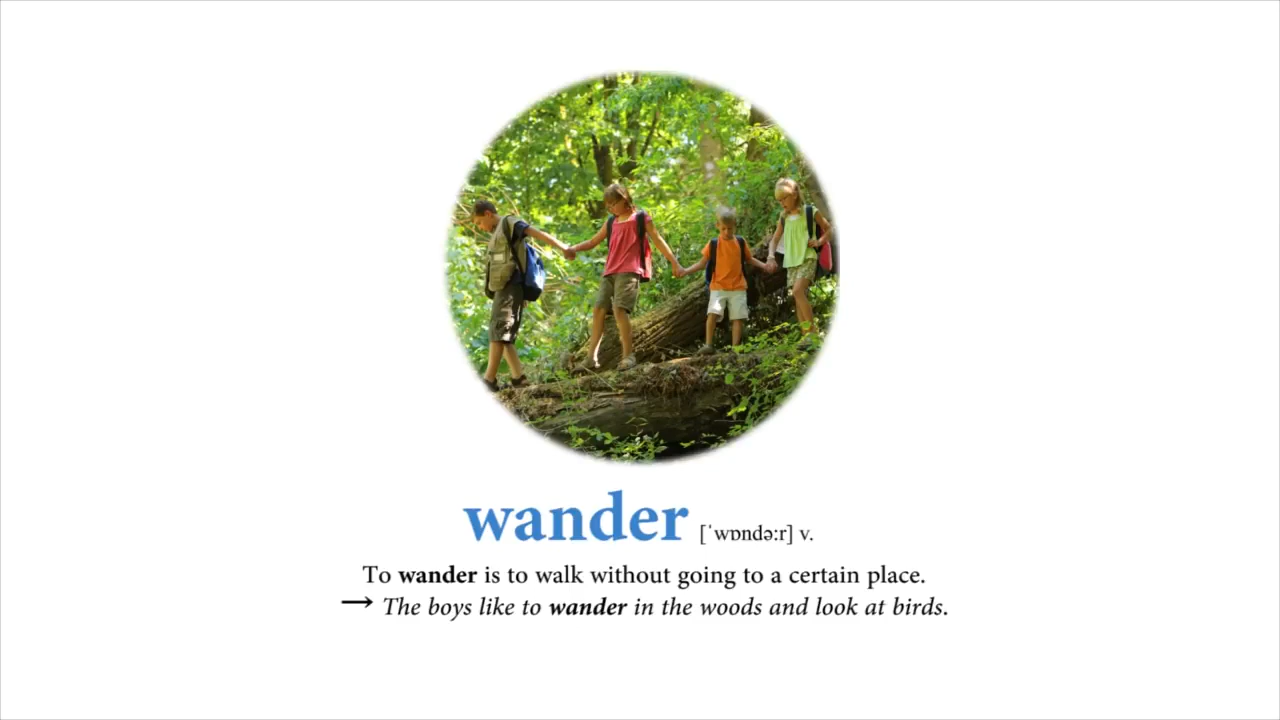 wander [ˈwɒndə:r] v.
To wander is to walk without going to a certain place.
→ The boys like to wander in the woods and look at birds.